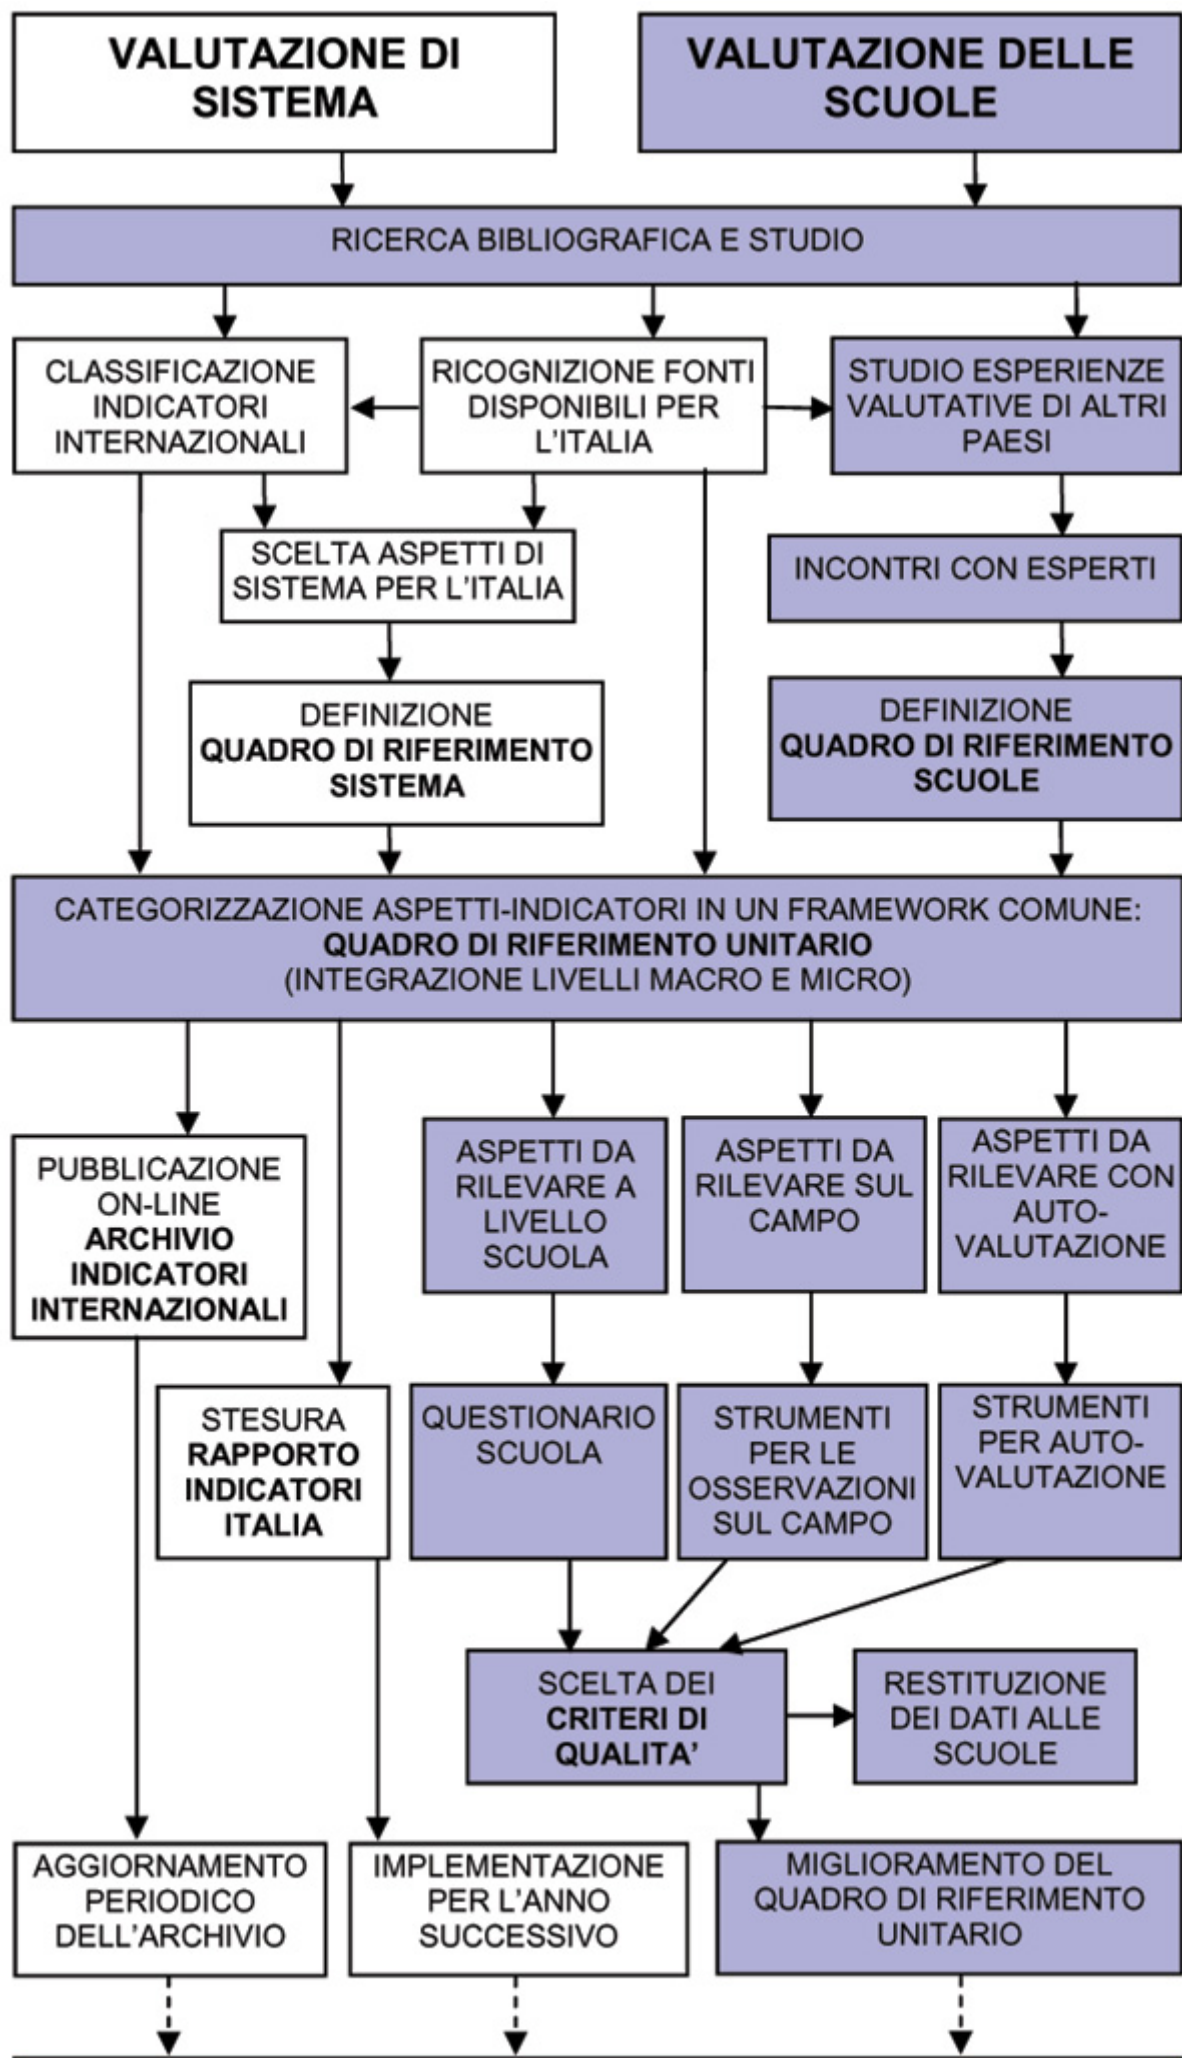 VALUTAZIONE DI
SISTEMA
VALUTAZIONE DELLE
SCUOLE
RICERCA BIBLIOGRAFICA E STUDIO
CLASSIFICAZIONE
INDICATORI
INTERNAZIONALI
RICOGNIZIONE FONTI
DISPONIBILI PER
L'ITALIA
STUDIO ESPERIENZE
VALUTATIVE DI ALTRI
PAESI
SCELTA ASPETTI DI
SISTEMA PER L'ITALIA
INCONTRI CON ESPERTI
DEFINIZIONE
QUADRO DI RIFERIMENTO
SISTEMA
DEFINIZIONE
QUADRO DI RIFERIMENTO
SCUOLE
CATEGORIZZAZIONE ASPETTI-INDICATORI IN UN FRAMEWORK COMUNE:
QUADRO DI RIFERIMENTO UNITARIO
(INTEGRAZIONE LIVELLI MACRO E MICRO)
PUBBLICAZIONE
ON-LINE
ARCHIVIO
INDICATORI
INTERNAZIONALI
ASPETTI DA
RILEVARE A
LIVELLO
SCUOLA
ASPETTI DA
RILEVARE SUL
CAMPO
ASPETTI DA
RILEVARE CON
AUTO-
VALUTAZIONE
STESURA
RAPPORTO
INDICATORI
ITALIA
QUESTIONARIO
SCUOLA
STRUMENTI
PER LE
OSSERVAZIONI
SUL CAMPO
STRUMENTI
PER AUTO-
VALUTAZIONE
SCELTA DEI
CRITERI DI
QUALITA'
RESTITUZIONE
DEI DATI ALLE
SCUOLE
AGGIORNAMENTO
PERIODICO
DELL'ARCHIVIO
IMPLEMENTAZIONE
PER L'ANNO
SUCCESSIVO
MIGLIORAMENTO DEL
QUADRO DI RIFERIMENTO
UNITARIO